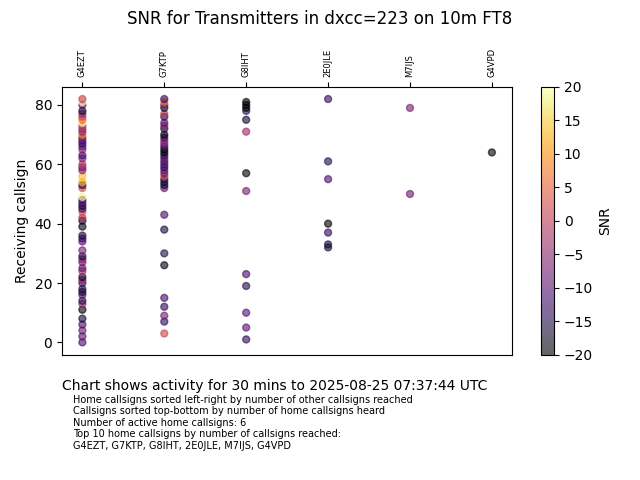 SNR for Transmitters in dxcc=223 on 10m FT8
G4EZT G7KTP G8IHT 2E0JLE M7IJS G4VPD
80
60
40
20
0
Receiving callsign
20
15
10
5
0
−5
−10
−15
−20
SNR
Chart shows activity for 30 mins to 2025-08-25 07:37:44 UTC
Home callsigns sorted left-right by number of other callsigns reached
Callsigns sorted top-bottom by number of home callsigns heard
Number of active home callsigns: 6
Top 10 home callsigns by number of callsigns reached:
G4EZT, G7KTP, G8IHT, 2E0JLE, M7IJS, G4VPD